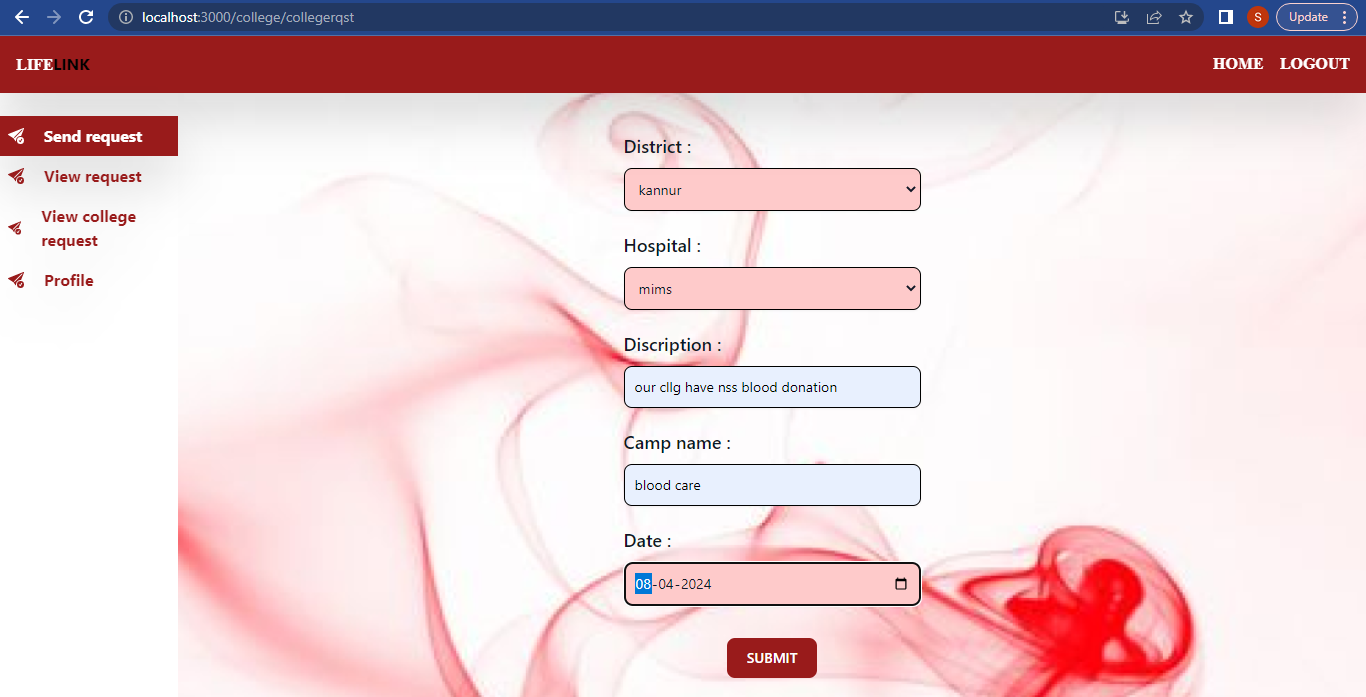 localhost:3000/college/collegerqst
S
Update
LIFELINK
HOME LOGOUT
Send request
View request
View college
request
Profile
District :
kannur
Hospital :
mims
Discription :
our cllg have nss blood donation
Camp name :
blood care
Date :
08-04-2024
SUBMIT